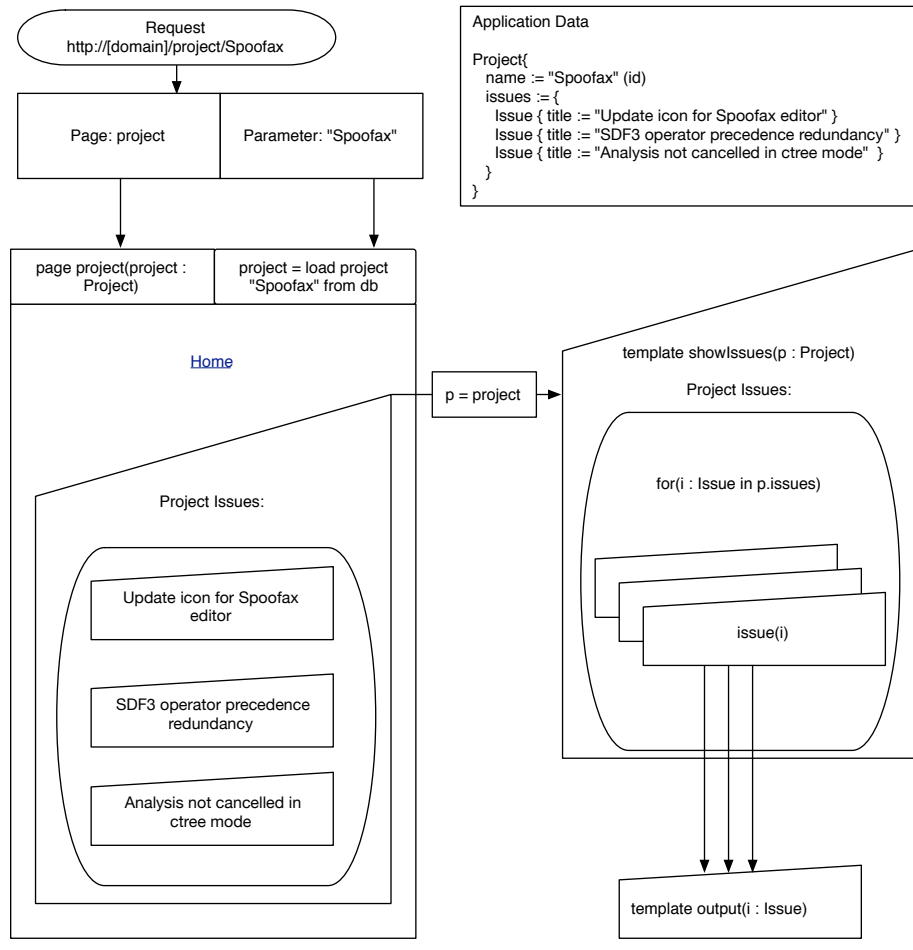 Request
http://[domain]/project/Spoofax
Page: project
Parameter: "Spoofax"
Application Data
Project{
name := "Spoofax" (id)
issues := {
Issue { title := "Update icon for Spoofax editor" }
Issue { title := "SDF3 operator precedence redundancy" }
Issue { title := "Analysis not cancelled in ctree mode"  }
}
}
page project(project :
Project)
project = load project
"Spoofax" from db
Home
p = project
template showIssues(p : Project)
Project Issues:
for(i : Issue in p.issues)
issue(i)
Project Issues:
Update icon for Spoofax
editor
SDF3 operator precedence
redundancy
Analysis not cancelled in
ctree mode
template output(i : Issue)